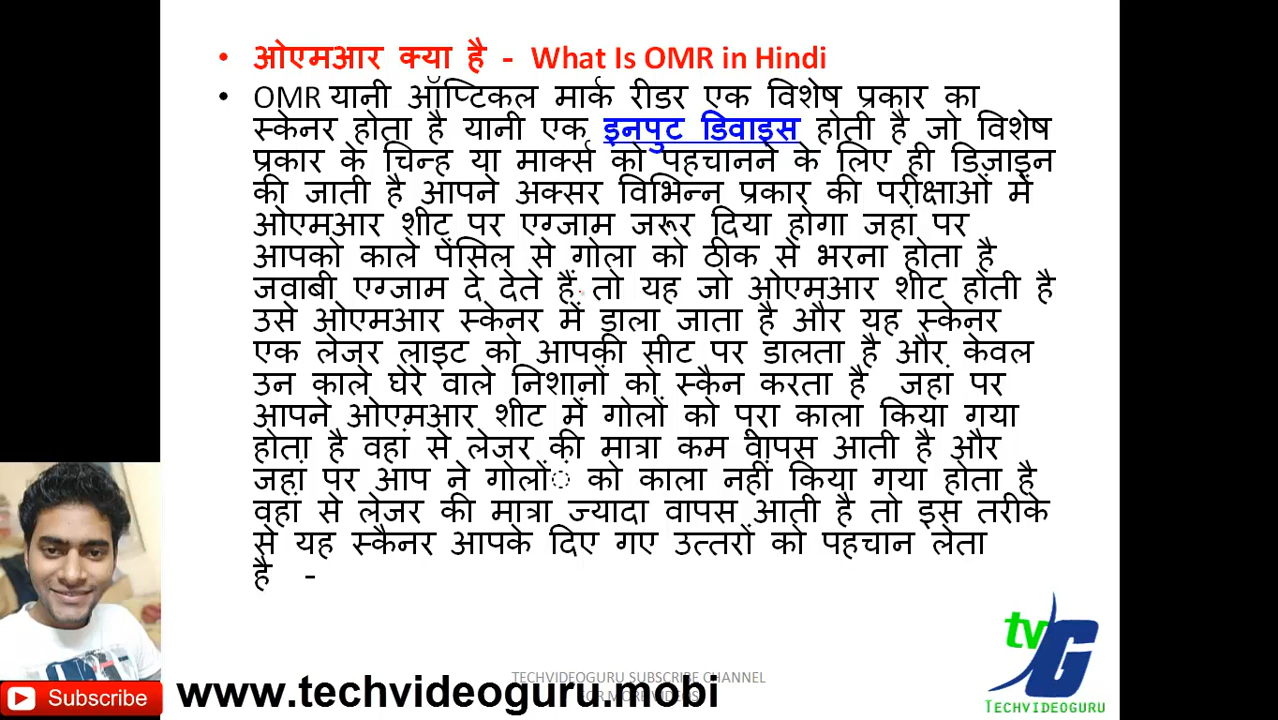 • ओएमआर क्या है - What Is OMR in Hindi
• OMR यानी ऑप्टिकल मार्क रीडर एक विशेष प्रकार का
स्केनर होता है यानी एक इनपुट डिवाइस होती है जो विशेष
प्रकार के चिन्ह या मार्क्स को पहचानने के लिए ही डिजाइन
की जाती है आपने अक्सर विभिन्न प्रकार की परीक्षाओं में
ओएमआर शीट पर एग्जाम जरूर दिया होगा जहां पर
आपको काले पेंसिल से गोला को ठीक से भरना होता है
जवाबी एग्जाम दे देते हैं तो यह जो ओएमआर शीट होती है
उसे ओएमआर स्केनर में डाला जाता है और यह स्केनर
एक लेजर लाइट को आपकी सीट पर डालता है और केवल
उन काले घेरे वाले निशानों को स्कैन करता है जहां पर
आपने ओएमआर शीट में गोलों को पूरा काला किया गया
होता है वहां से लेजर की मात्रा कम वापस आती है और
जहां पर आप ने गोलोंं को काला नहीं किया गया होता है
वहां से लेजर की मात्रा ज्यादा वापस आती है तो इस तरीके
से यह स्कैनर आपके दिए गए उत्तरों को पहचान लेता
है -
TECHVIDEOGURU SUBSCRIBE CHANNEL
FOR MORE VIDEOS
www.techvideoguru.mobi
Subscribe
tvG
TECHVIDEOGURU